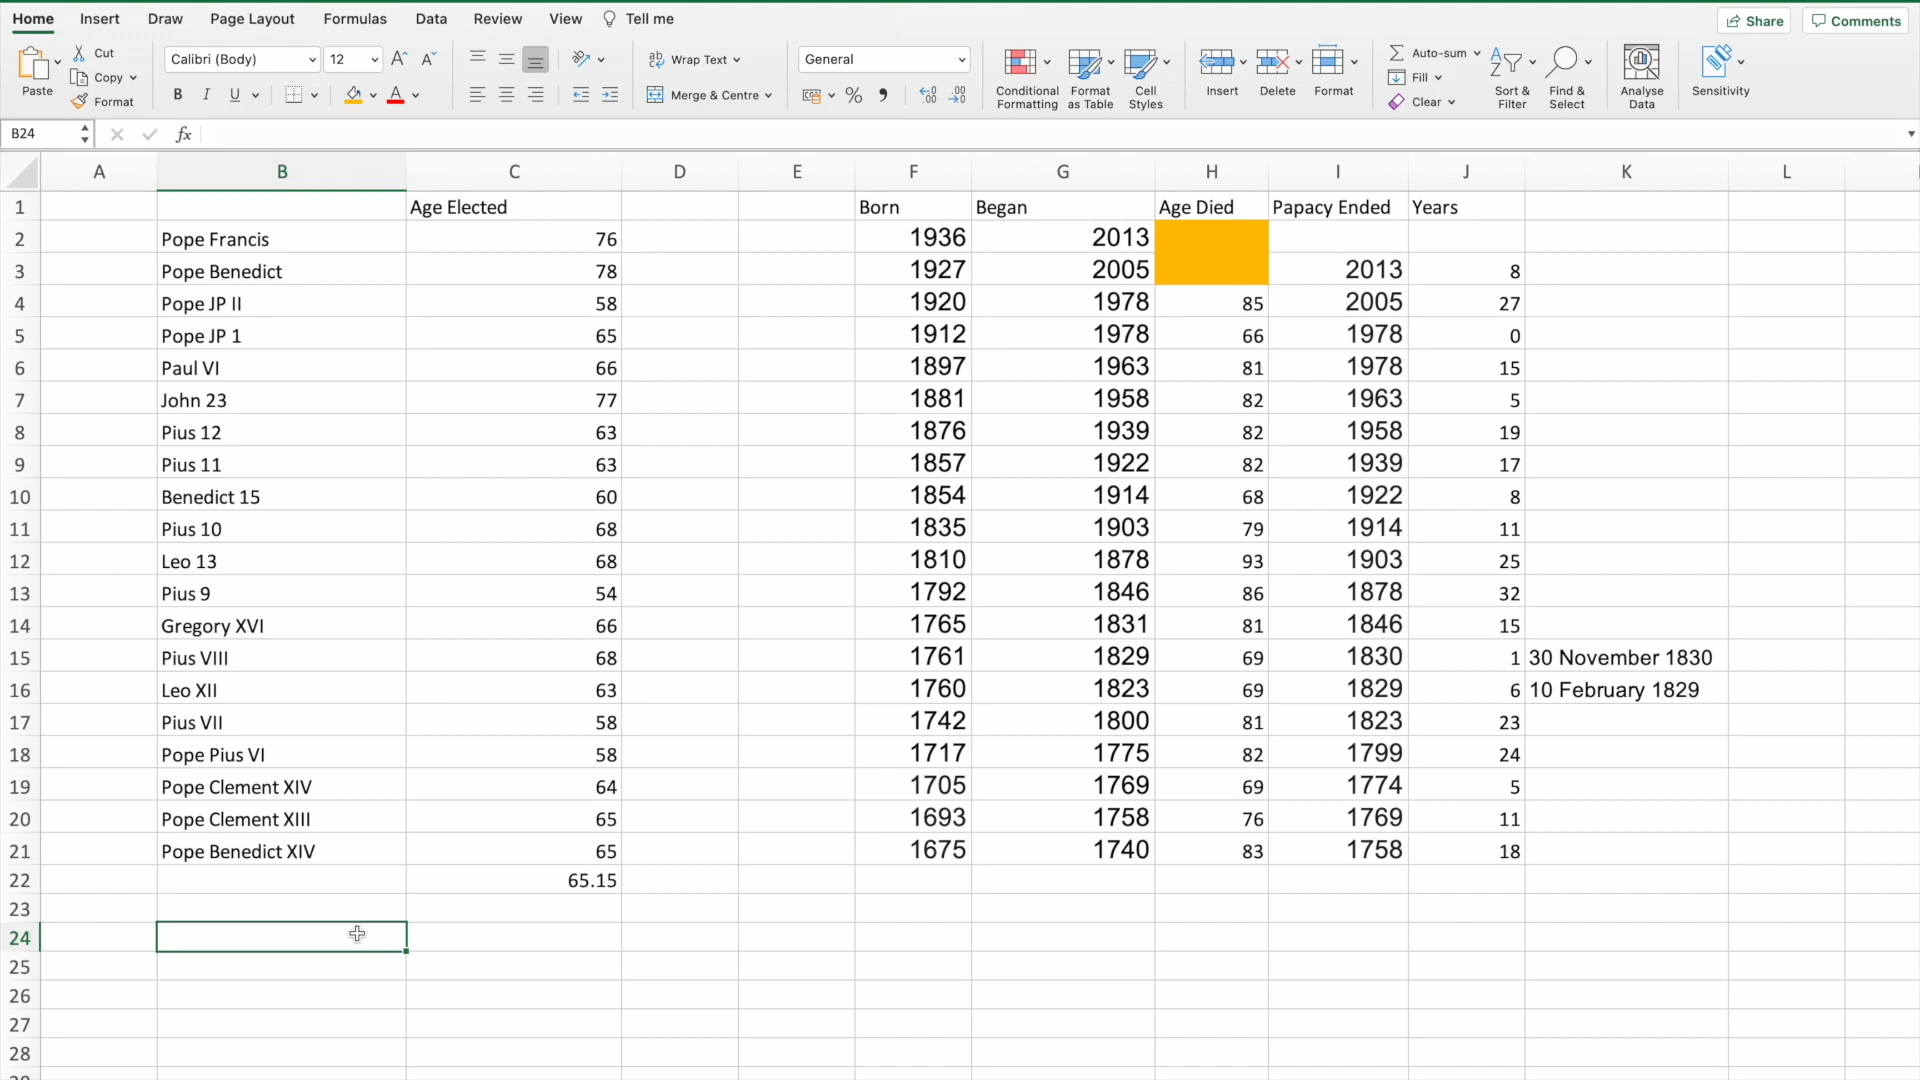 Home Insert Draw Page Layout Formulas Data Review View Tell me Share Comments
Paste Cut Copy Format
Calibri (Body) 12 A A
B I U A
ab Wrap Text
Merge & Centre
General
% 9 .00
Conditional Formatting
Format as Table
Cell Styles
Insert Delete Format
Auto-sum
Fill
Clear
Sort & Filter
Find & Select
Analyse Data
Sensitivity
B24 fx
A B C D E F G H I J K L
1 Age Elected Born Began Age Died Papacy Ended Years
2 Pope Francis 76 1936 2013
3 Pope Benedict 78 1927 2005 2013 8
4 Pope JP II 58 1920 1978 85 2005 27
5 Pope JP 1 65 1912 1978 66 1978 0
6 Paul VI 66 1897 1963 81 1978 15
7 John 23 77 1881 1958 82 1963 5
8 Pius 12 63 1876 1939 82 1958 19
9 Pius 11 63 1857 1922 82 1939 17
10 Benedict 15 60 1854 1914 68 1922 8
11 Pius 10 68 1835 1903 79 1914 11
12 Leo 13 68 1810 1878 93 1903 25
13 Pius 9 54 1792 1846 86 1878 32
14 Gregory XVI 66 1765 1831 81 1846 15
15 Pius VIII 68 1761 1829 69 1830 1 30 November 1830
16 Leo XII 63 1760 1823 69 1829 6 10 February 1829
17 Pius VII 58 1742 1800 81 1823 23
18 Pope Pius VI 58 1717 1775 82 1799 24
19 Pope Clement XIV 64 1705 1769 69 1774 5
20 Pope Clement XIII 65 1693 1758 76 1769 11
21 Pope Benedict XIV 65 1675 1740 83 1758 18
22 65.15
23
24
25
26
27
28